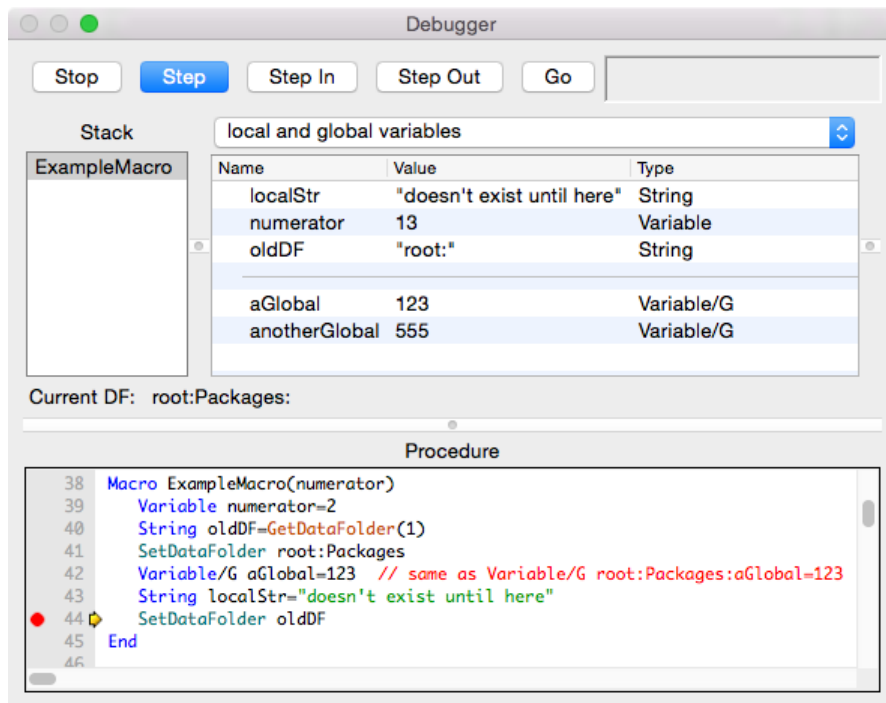 Debugger
Stop Step Step In Step Out Go
Stack local and global variables
ExampleMacro Name Value Type
localStr "doesn't exist until here" String
numerator 13 Variable
oldDF "root:" String
aGlobal 123 Variable/G
anotherGlobal 555 Variable/G
Current DF: root:Packages:
Procedure
38 Macro ExampleMacro(numerator)
39 Variable numerator=2
40 String oldDF=GetDataFolder(1)
41 SetDataFolder root:Packages
42 Variable/G aGlobal=123 // same as Variable/G root:Packages:aGlobal=123
43 String localStr="doesn't exist until here"
44 SetDataFolder oldDF
45 End
46